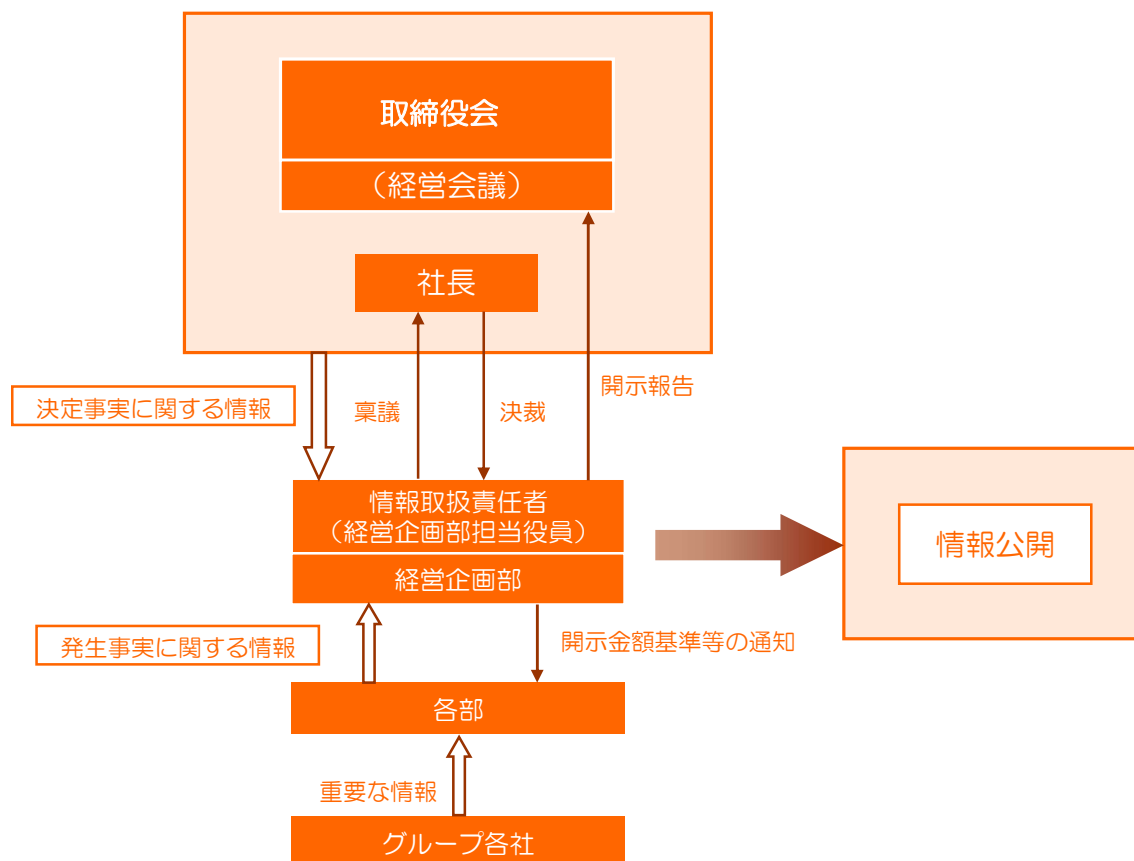 取締役会
（経営会議）
社長
開示報告
決定事実に関する情報
稟議
決裁
情報取扱責任者
（経営企画部担当役員）
情報公開
経営企画部
発生事実に関する情報
開示金額基準等の通知
各部
重要な情報
グループ各社